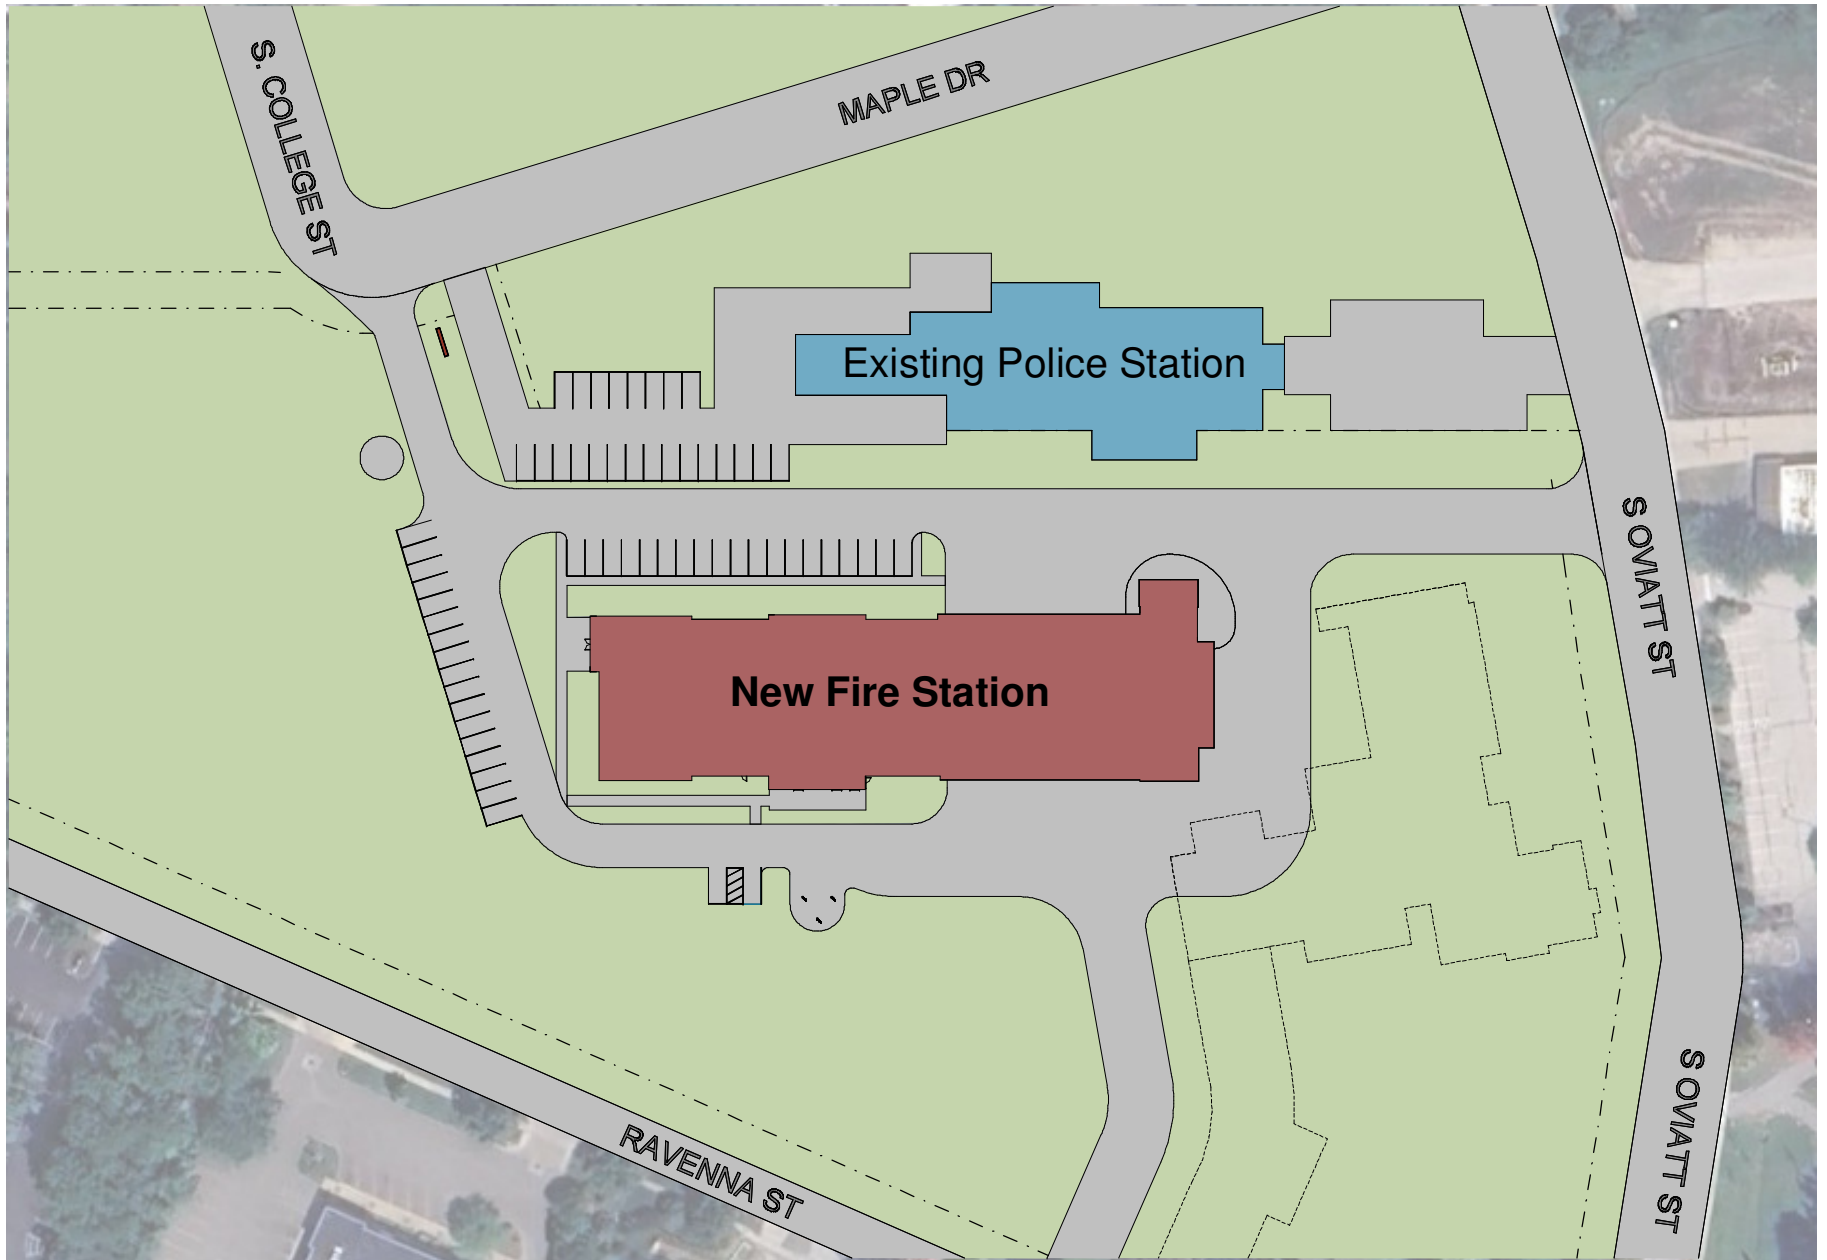 S. COLLEGE ST
MAPLE DR
Existing Police Station
S OVIATT ST
New Fire Station
S OVIATT ST
RAVENNA ST